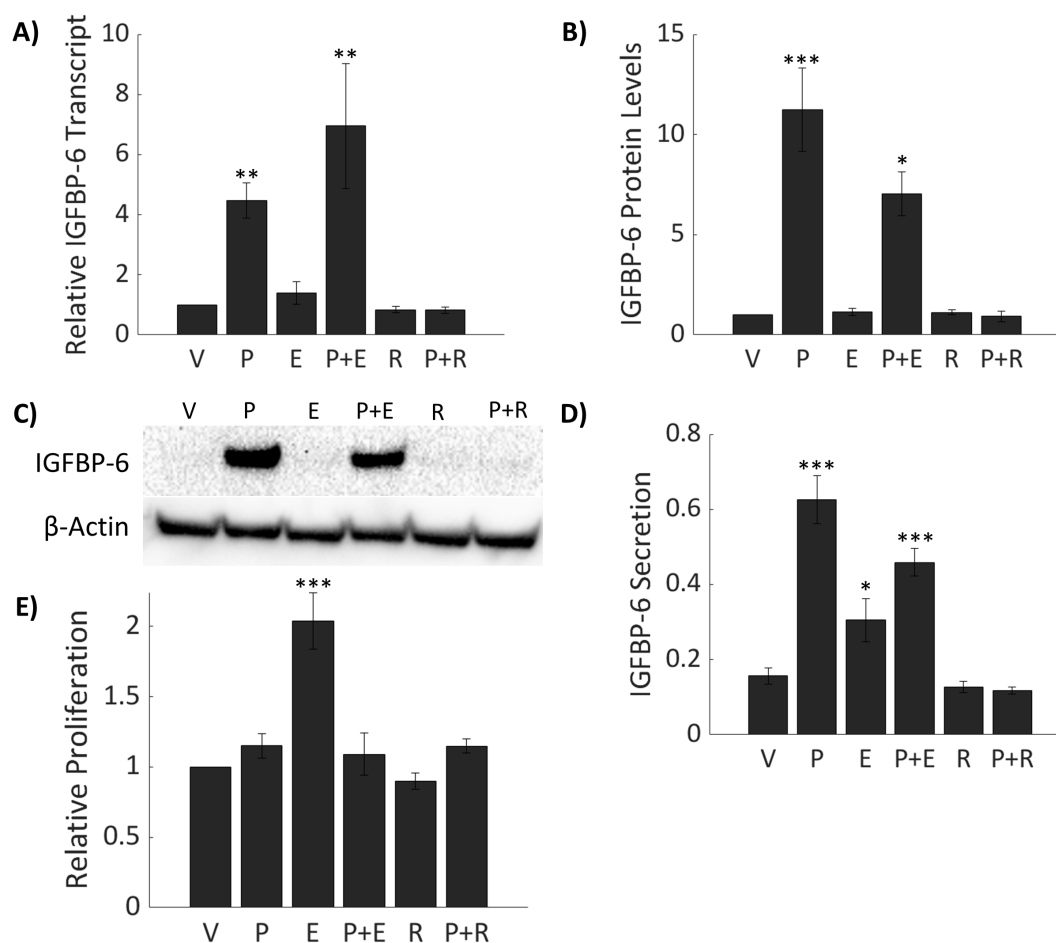 A)
Relative IGFBP-6 Transcript
10
8
6
4
2
0
**
**
V P E P+E R P+R
B)
IGFBP-6 Protein Levels
15
10
5
0
***
*
V P E P+E R P+R
C)
V P E P+E R P+R
IGFBP-6
β-Actin
D)
IGFBP-6 Secretion
0.8
0.6
0.4
0.2
0
***
*
***
V P E P+E R P+R
E)
Relative Proliferation
2
1.5
1
0.5
0
***
V P E P+E R P+R